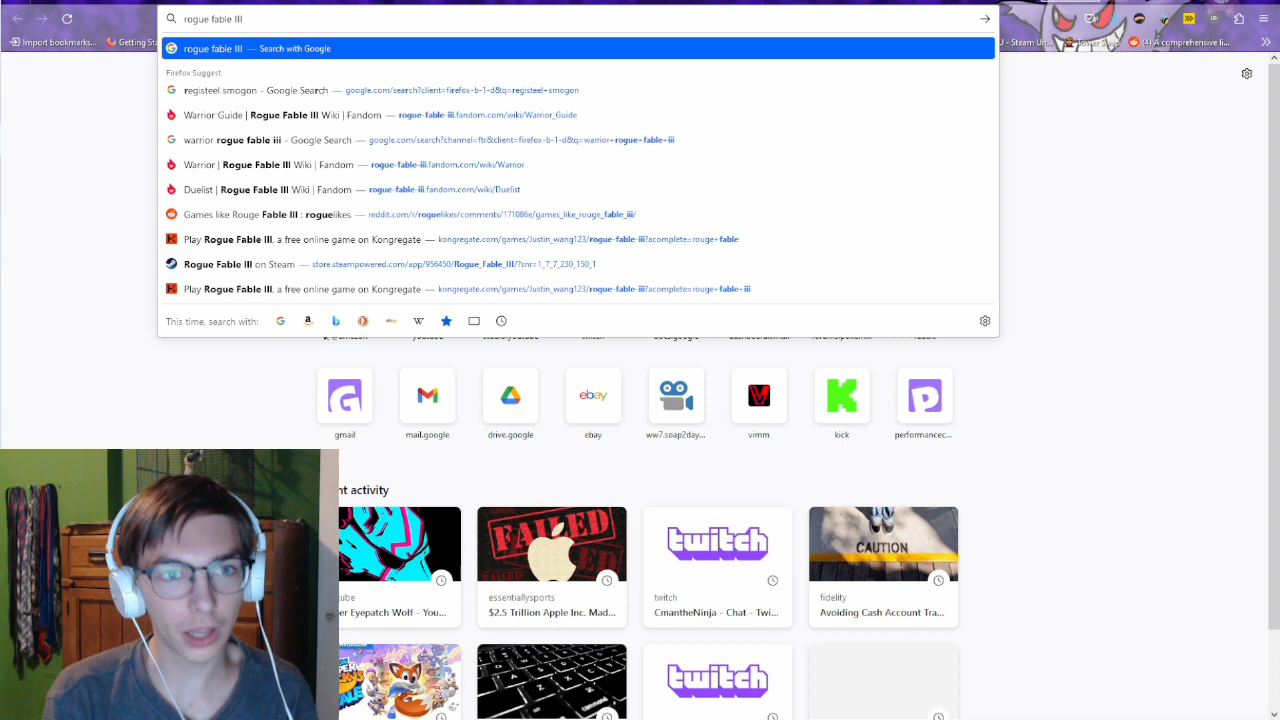 rogue fable III
Import bookmarks...
Getting St
- Steam Un...
Tower S
(4) A comprehensive li...
rogue fable III — Search with Google
Firefox Suggest
registeel smogon - Google Search — google.com/search?client=firefox-b-1-d&q=registeel+smogon
Warrior Guide | Rogue Fable III Wiki | Fandom — rogue-fable-iii.fandom.com/wiki/Warrior_Guide
warrior rogue fable iii - Google Search — google.com/search?channel=ftr&client=firefox-b-1-d&q=warrior+rogue+fable+iii
Warrior | Rogue Fable III Wiki | Fandom — rogue-fable-iii.fandom.com/wiki/Warrior
Duelist | Rogue Fable III Wiki | Fandom — rogue-fable-iii.fandom.com/wiki/Duelist
Games like Rouge Fable III : roguelikes — reddit.com/r/roguelikes/comments/171086e/games_like_rouge_fable_iii/
Play Rogue Fable III, a free online game on Kongregate — kongregate.com/games/Justin_wang123/rogue-fable-iii?acomplete=rouge+fable
Rogue Fable III on Steam — store.steampowered.com/app/956450/Rogue_Fable_III/?snr=1_7_7_230_150_1
Play Rogue Fable III, a free online game on Kongregate — kongregate.com/games/Justin_wang123/rogue-fable-iii?acomplete=rouge+fable+iii
This time, search with:
gmail
mail.google
drive.google
ebay
ebay
ww7.soap2day...
vimm
kick
performancec...
nt activity
FAILED
twitch
CAUTION
tube
er Eyepatch Wolf - You...
essentiallysports
$2.5 Trillion Apple Inc. Mad...
twitch
CmantheNinja - Chat - Twi...
fidelity
Avoiding Cash Account Tra...
twitch